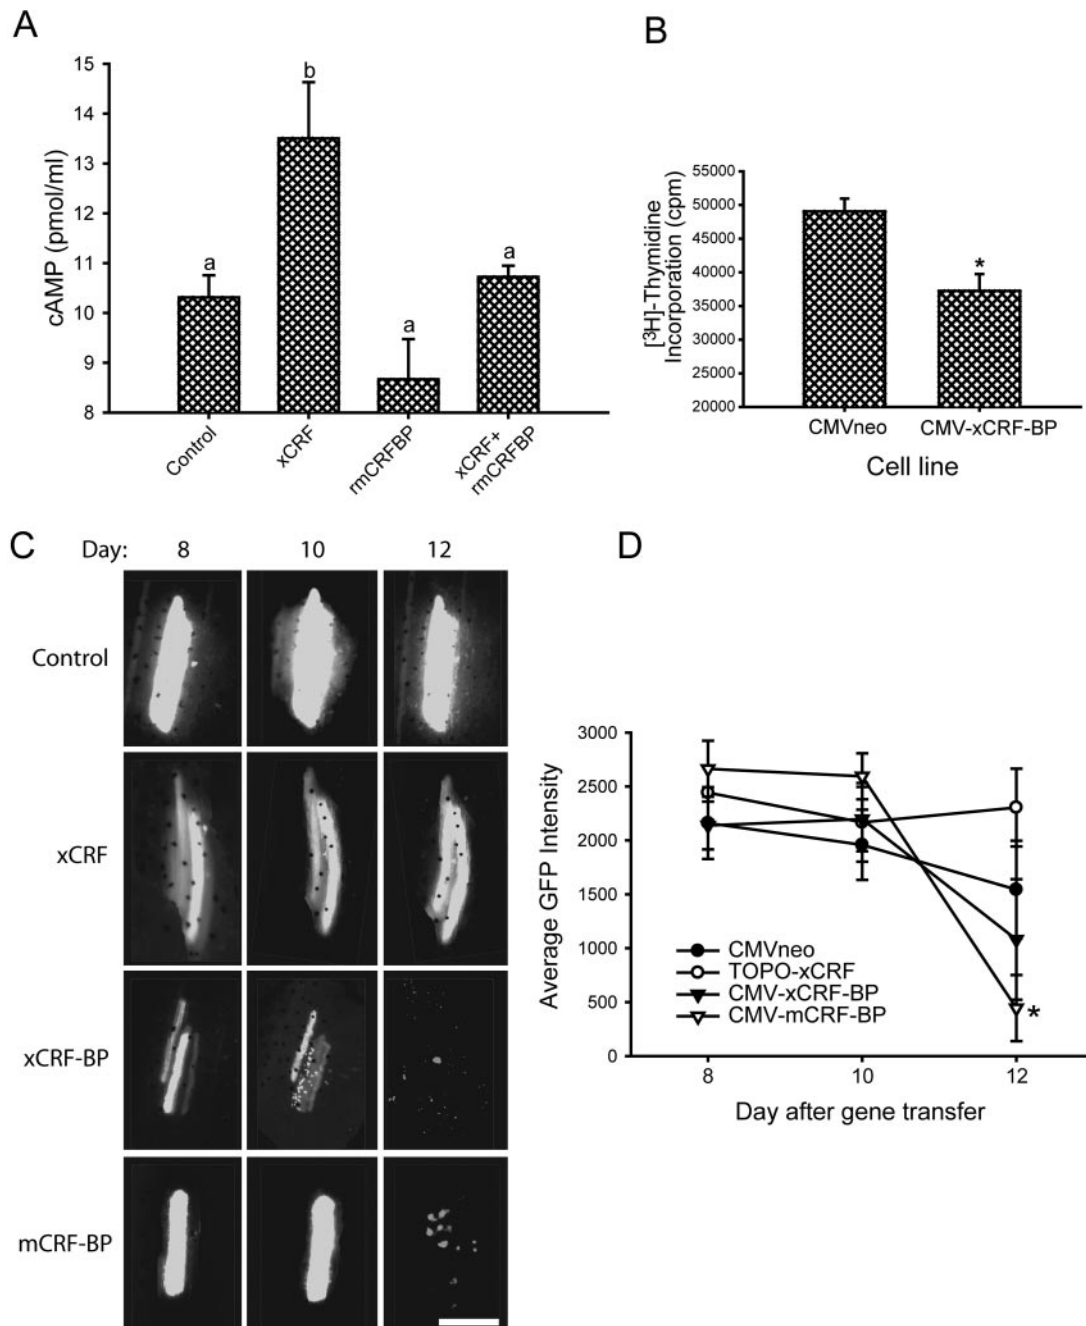 A
cAMP (pmol/ml)
15
14
13
12
11
10
9
8
a
b
a
a
Control
xCRF
rmCRFBP
xCRF+
rmCRFBP
B
[³H]-Thymidine
Incorporation (cpm)
55000
50000
45000
40000
35000
30000
25000
20000
*
CMVneo
CMV-xCRF-BP
Cell line
C
Day:
8
10
12
Control
xCRF
xCRF-BP
mCRF-BP
D
Average GFP Intensity
3000
2500
2000
1500
1000
500
0
CMVneo
TOPO-xCRF
CMV-xCRF-BP
CMV-mCRF-BP
*
8
10
12
Day after gene transfer